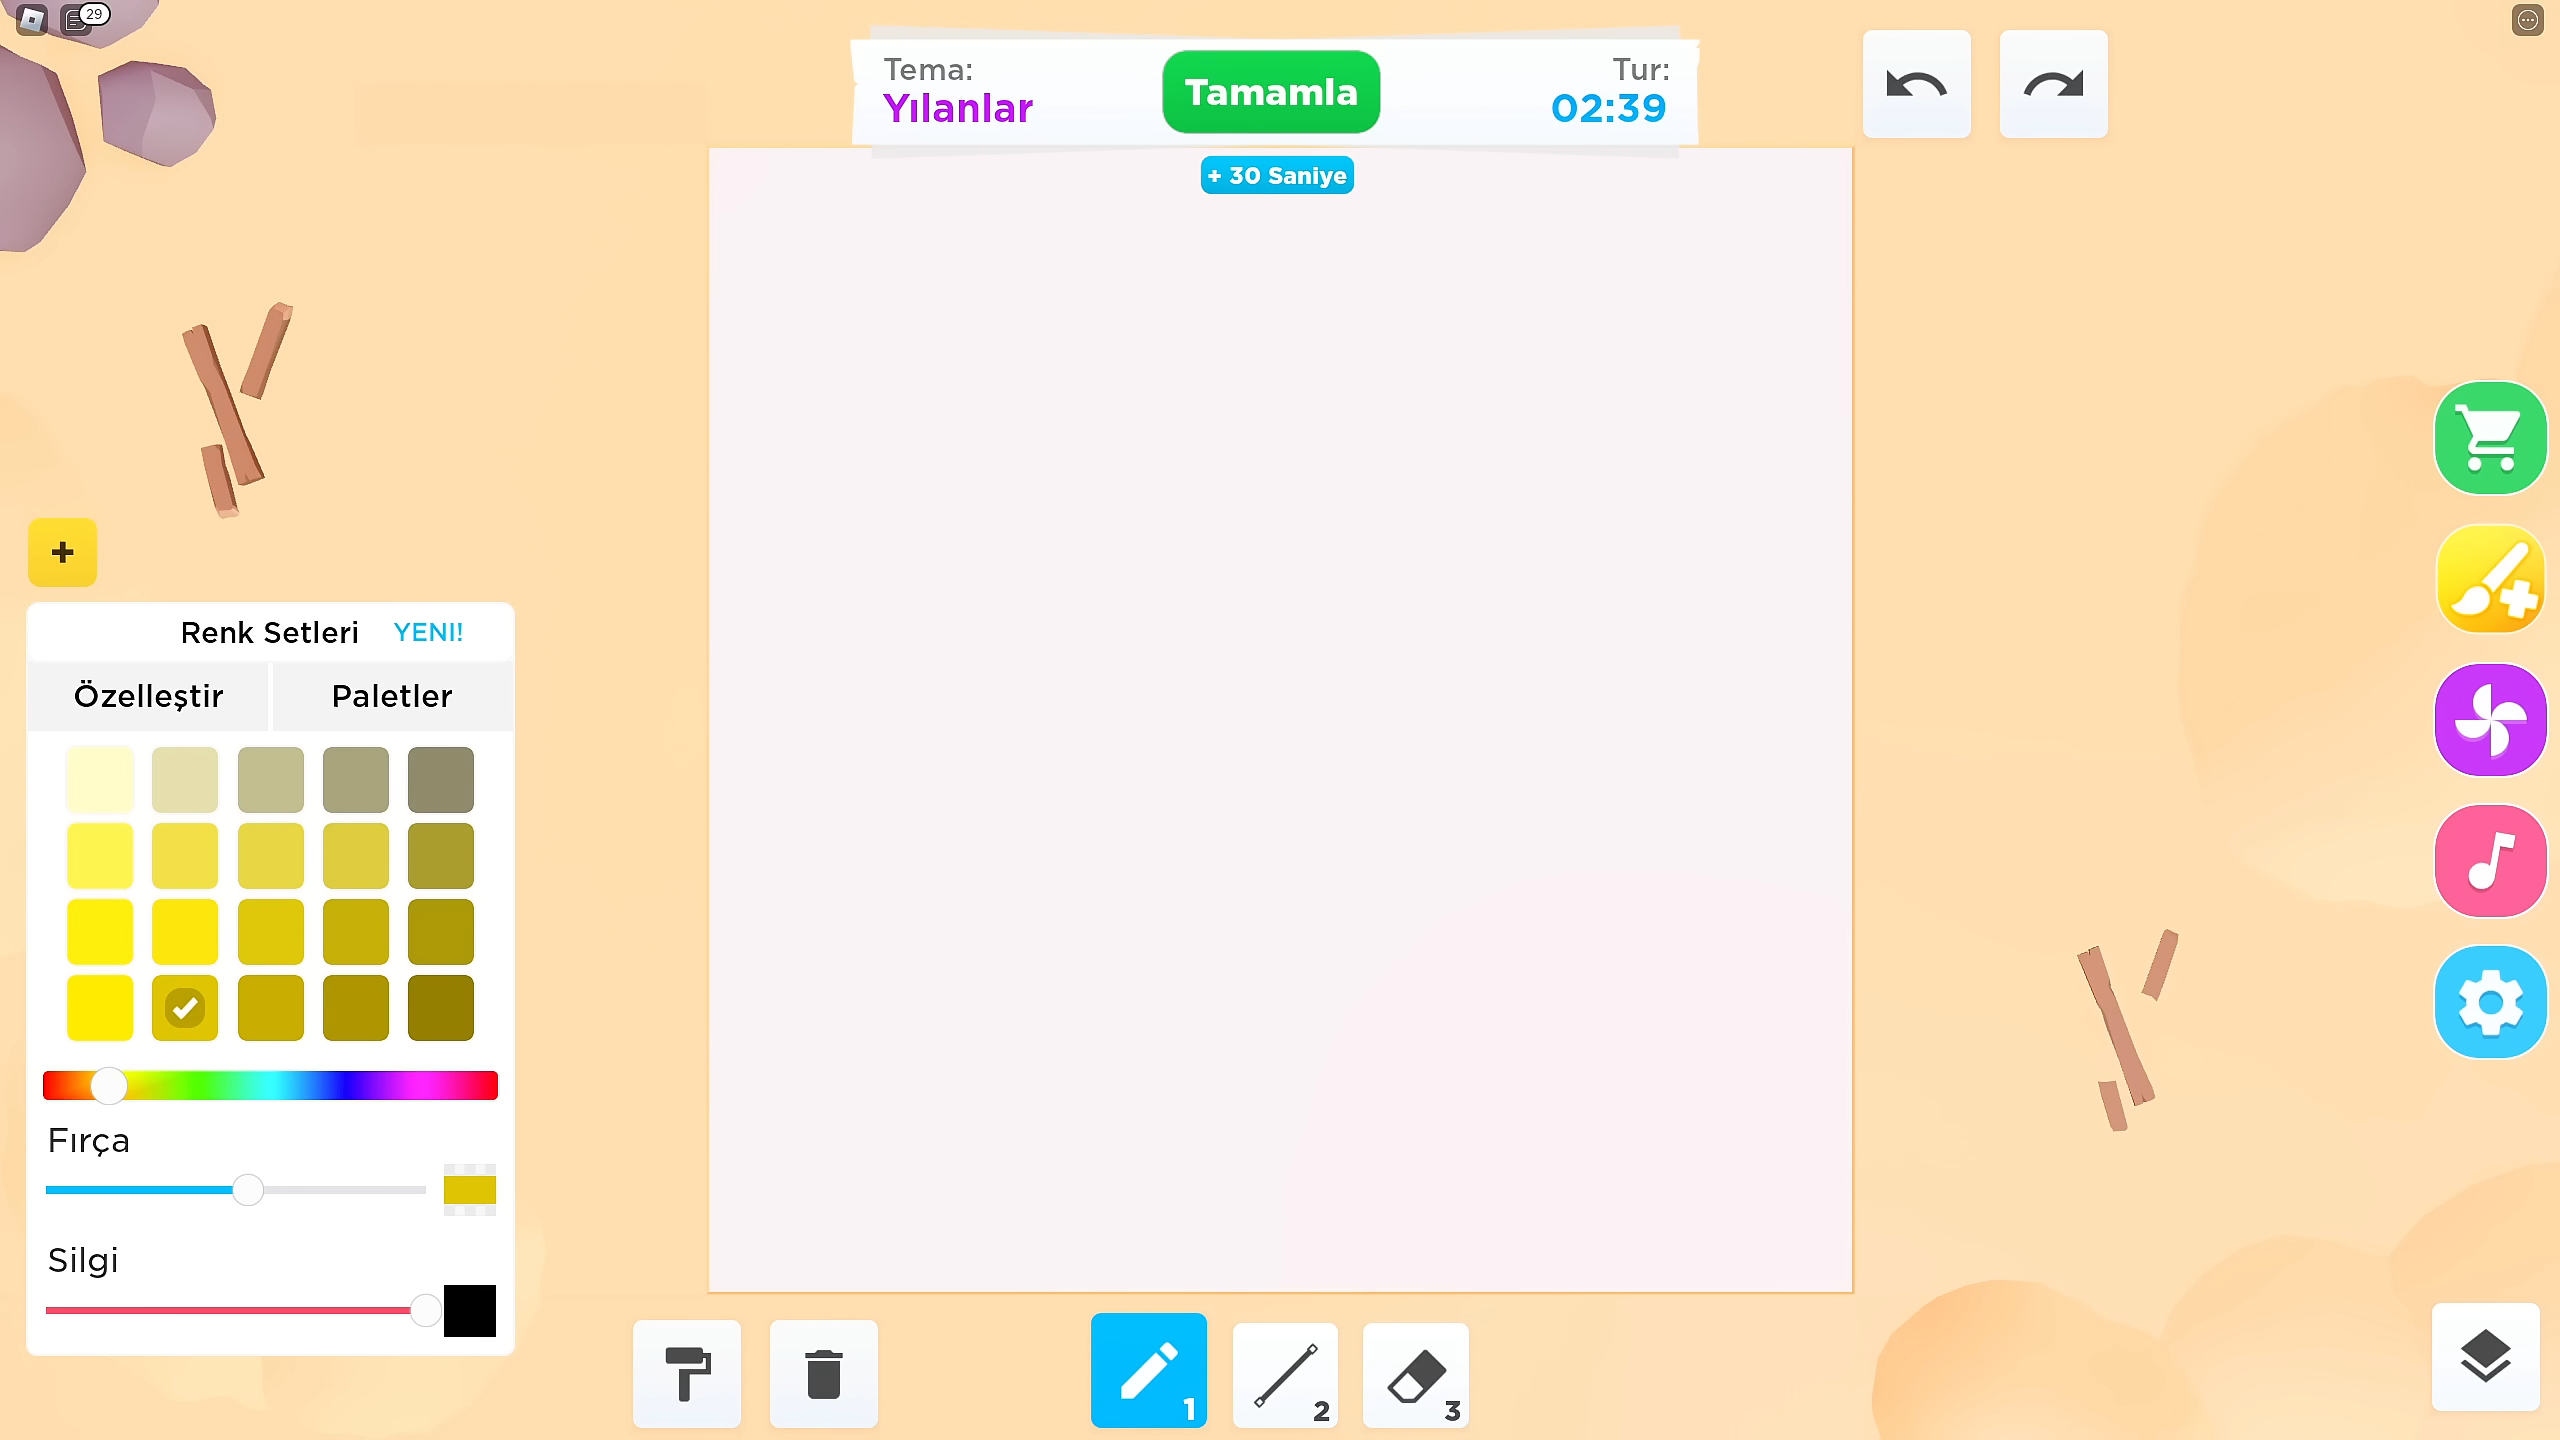 29
Tema:
Yılanlar
Tamamla
Tur:
02:39
+ 30 Saniye
+
Renk Setleri YENI!
Özelleştir
Paletler
Fırça
Silgi
1
2
3